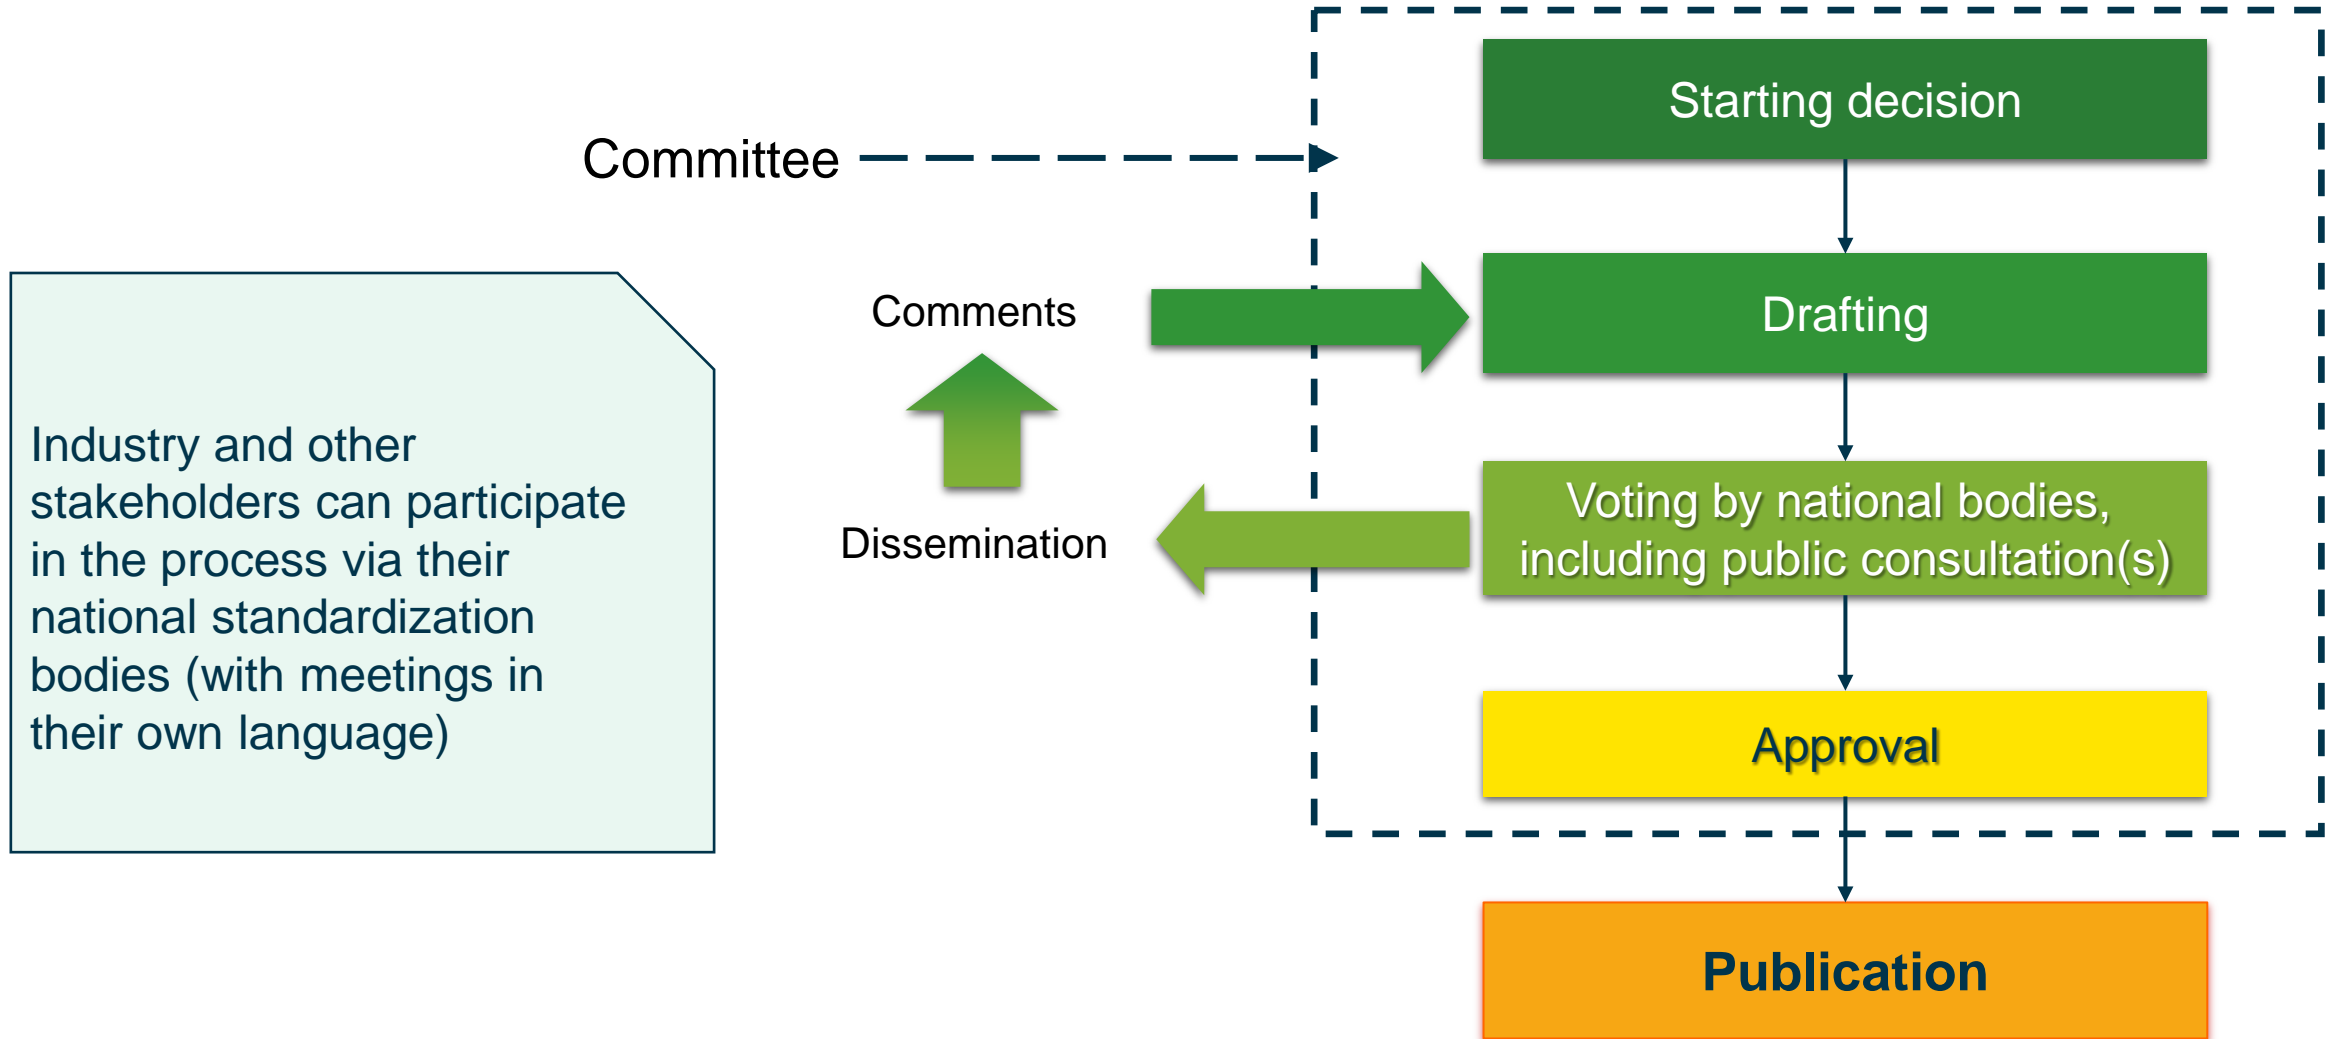 Starting decision
Committee
Comments
Drafting
Industry and other
stakeholders can participate
in the process via their
national standardization
bodies (with meetings in
their own language)
Dissemination
Voting by national bodies,
including public consultation(s)
Approval
Publication